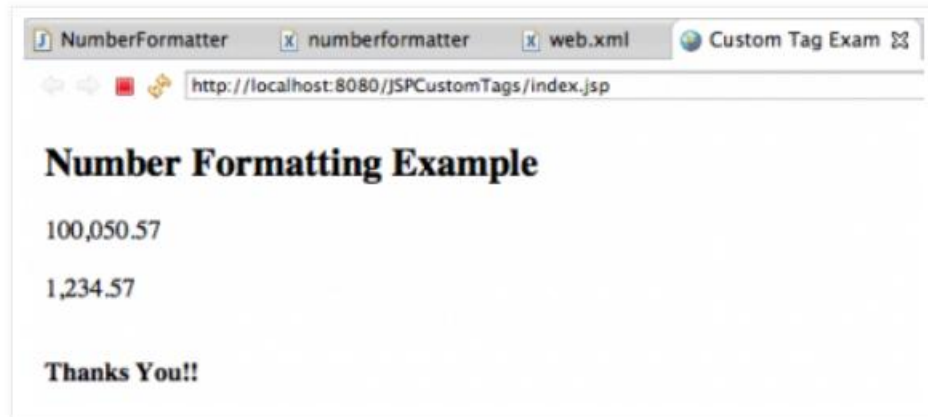 NumberFormatter numberformatter web.xml Custom Tag Exam
http://localhost:8080/JSPCustomTags/index.jsp
Number Formatting Example
100,050.57
1,234.57
Thanks You!!